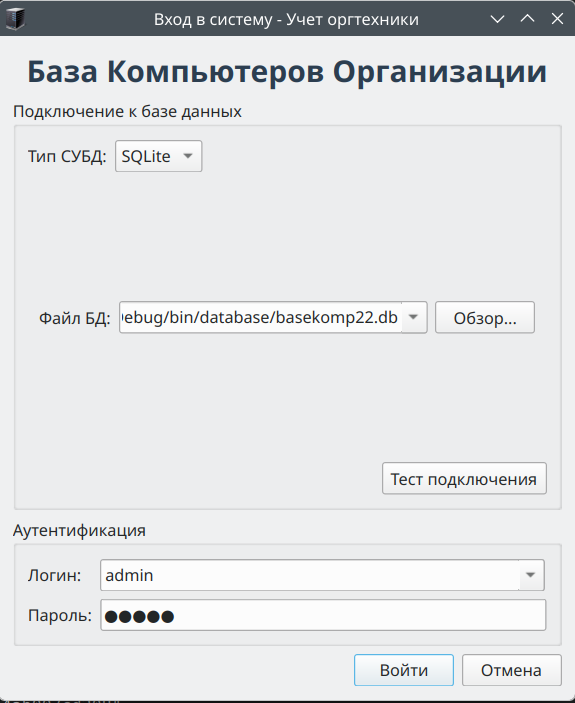 Вход в систему - Учет оргтехники
База Компьютеров Организации
Подключение к базе данных
Тип СУБД: SQLite
Файл БД: ebug/bin/database/basekomp22.db Обзор...
Тест подключения
Аутентификация
Логин: admin
Пароль: ●●●●●
Войти Отмена